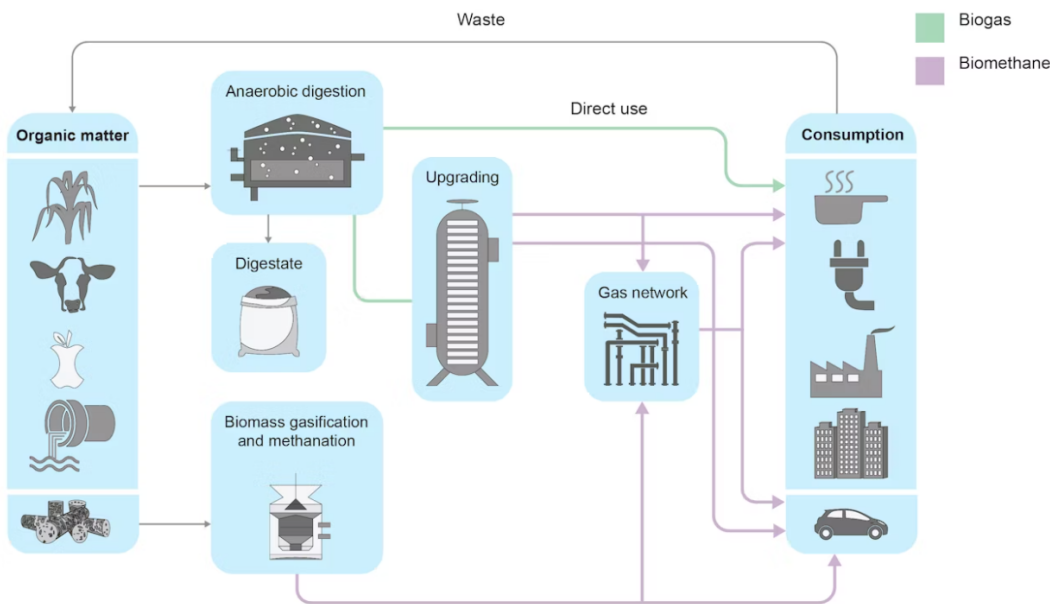 Waste
Biogas
Biomethane
Anaerobic digestion
Direct use
Organic matter
Consumption
Upgrading
Digestate
Gas network
Biomass gasification
and methanation